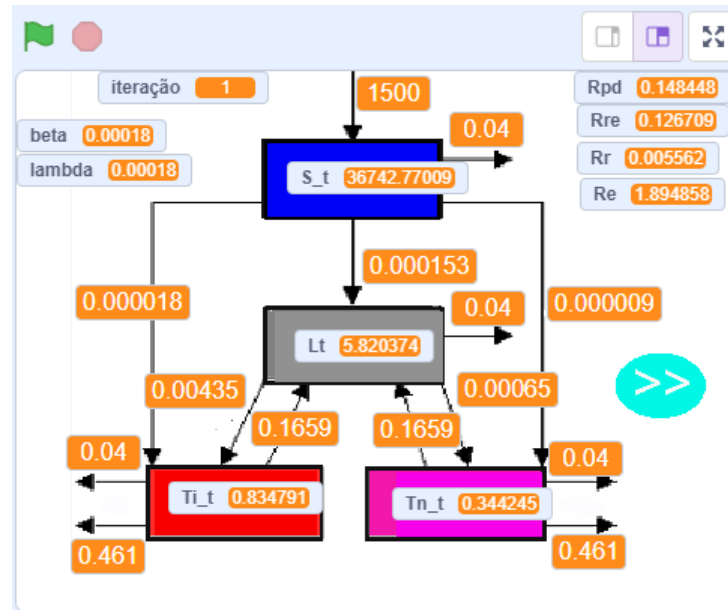 iteração 1
1500
Rpd 0.148448
Rre 0.126709
beta 0.00018
0.04
Rr 0.005562
lambda 0.00018
S_t 36742.77009
Re 1.894858
0.000153
0.000018
0.04
0.000009
Lt 5.820374
>>
0.00435
0.00065
0.1659
0.1659
0.04
0.04
Ti_t 0.834791
Tn_t 0.344245
0.461
0.461